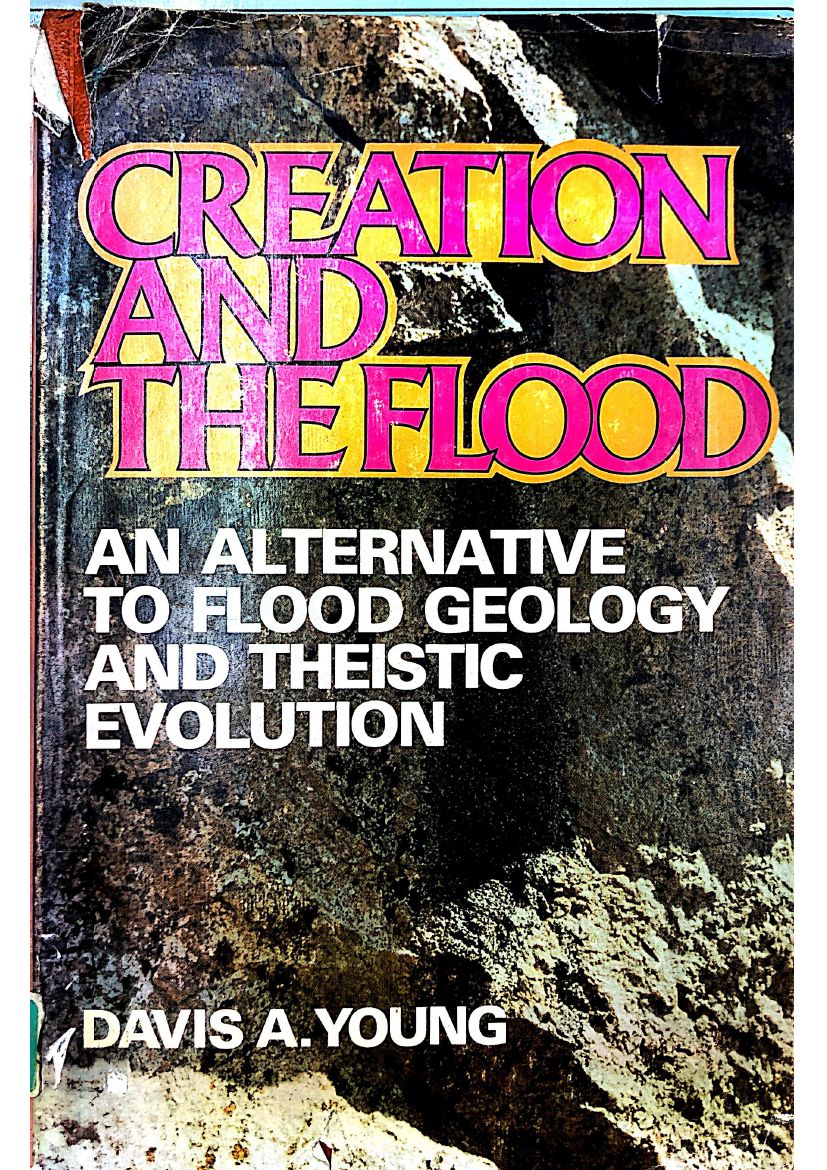 CREATION
AND
THE FLOOD
AN ALTERNATIVE
TO FLOOD GEOLOGY
AND THEISTIC
EVOLUTION
DAVIS A. YOUNG